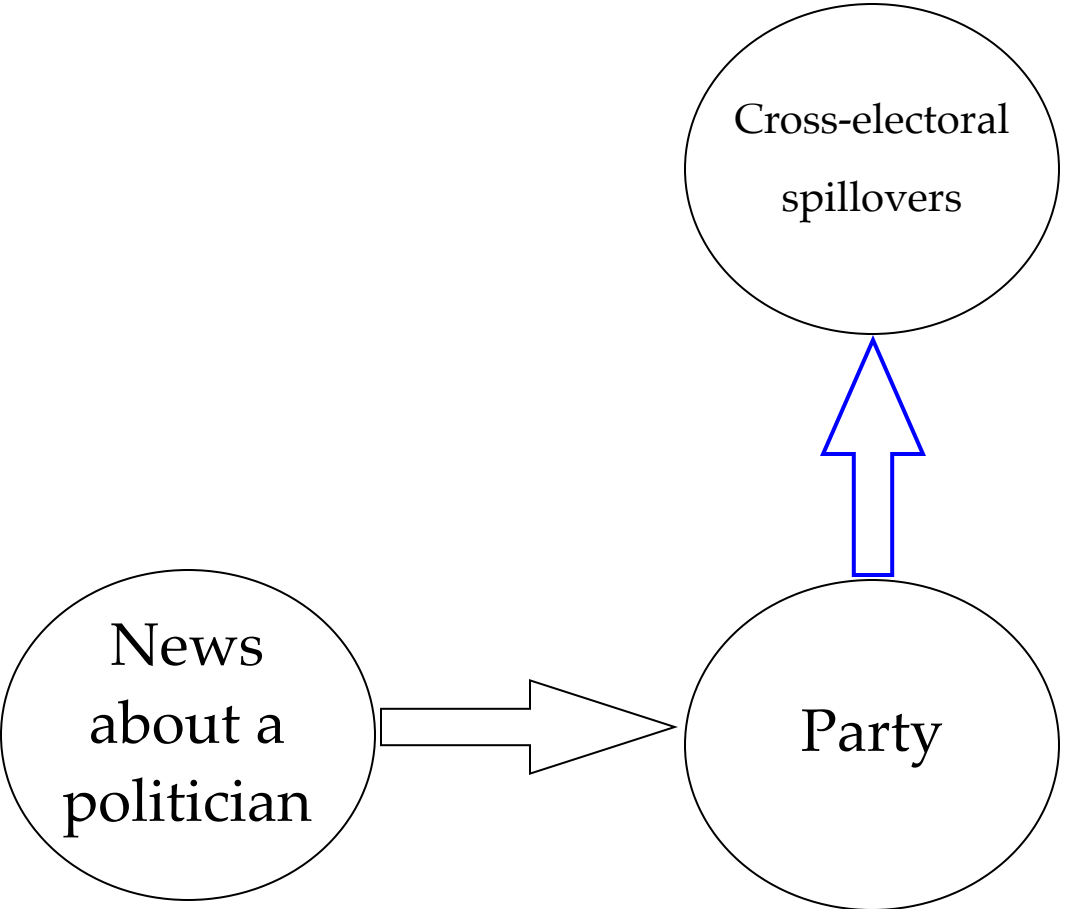 Cross-electoral
spillovers
News
about a
politician
Party